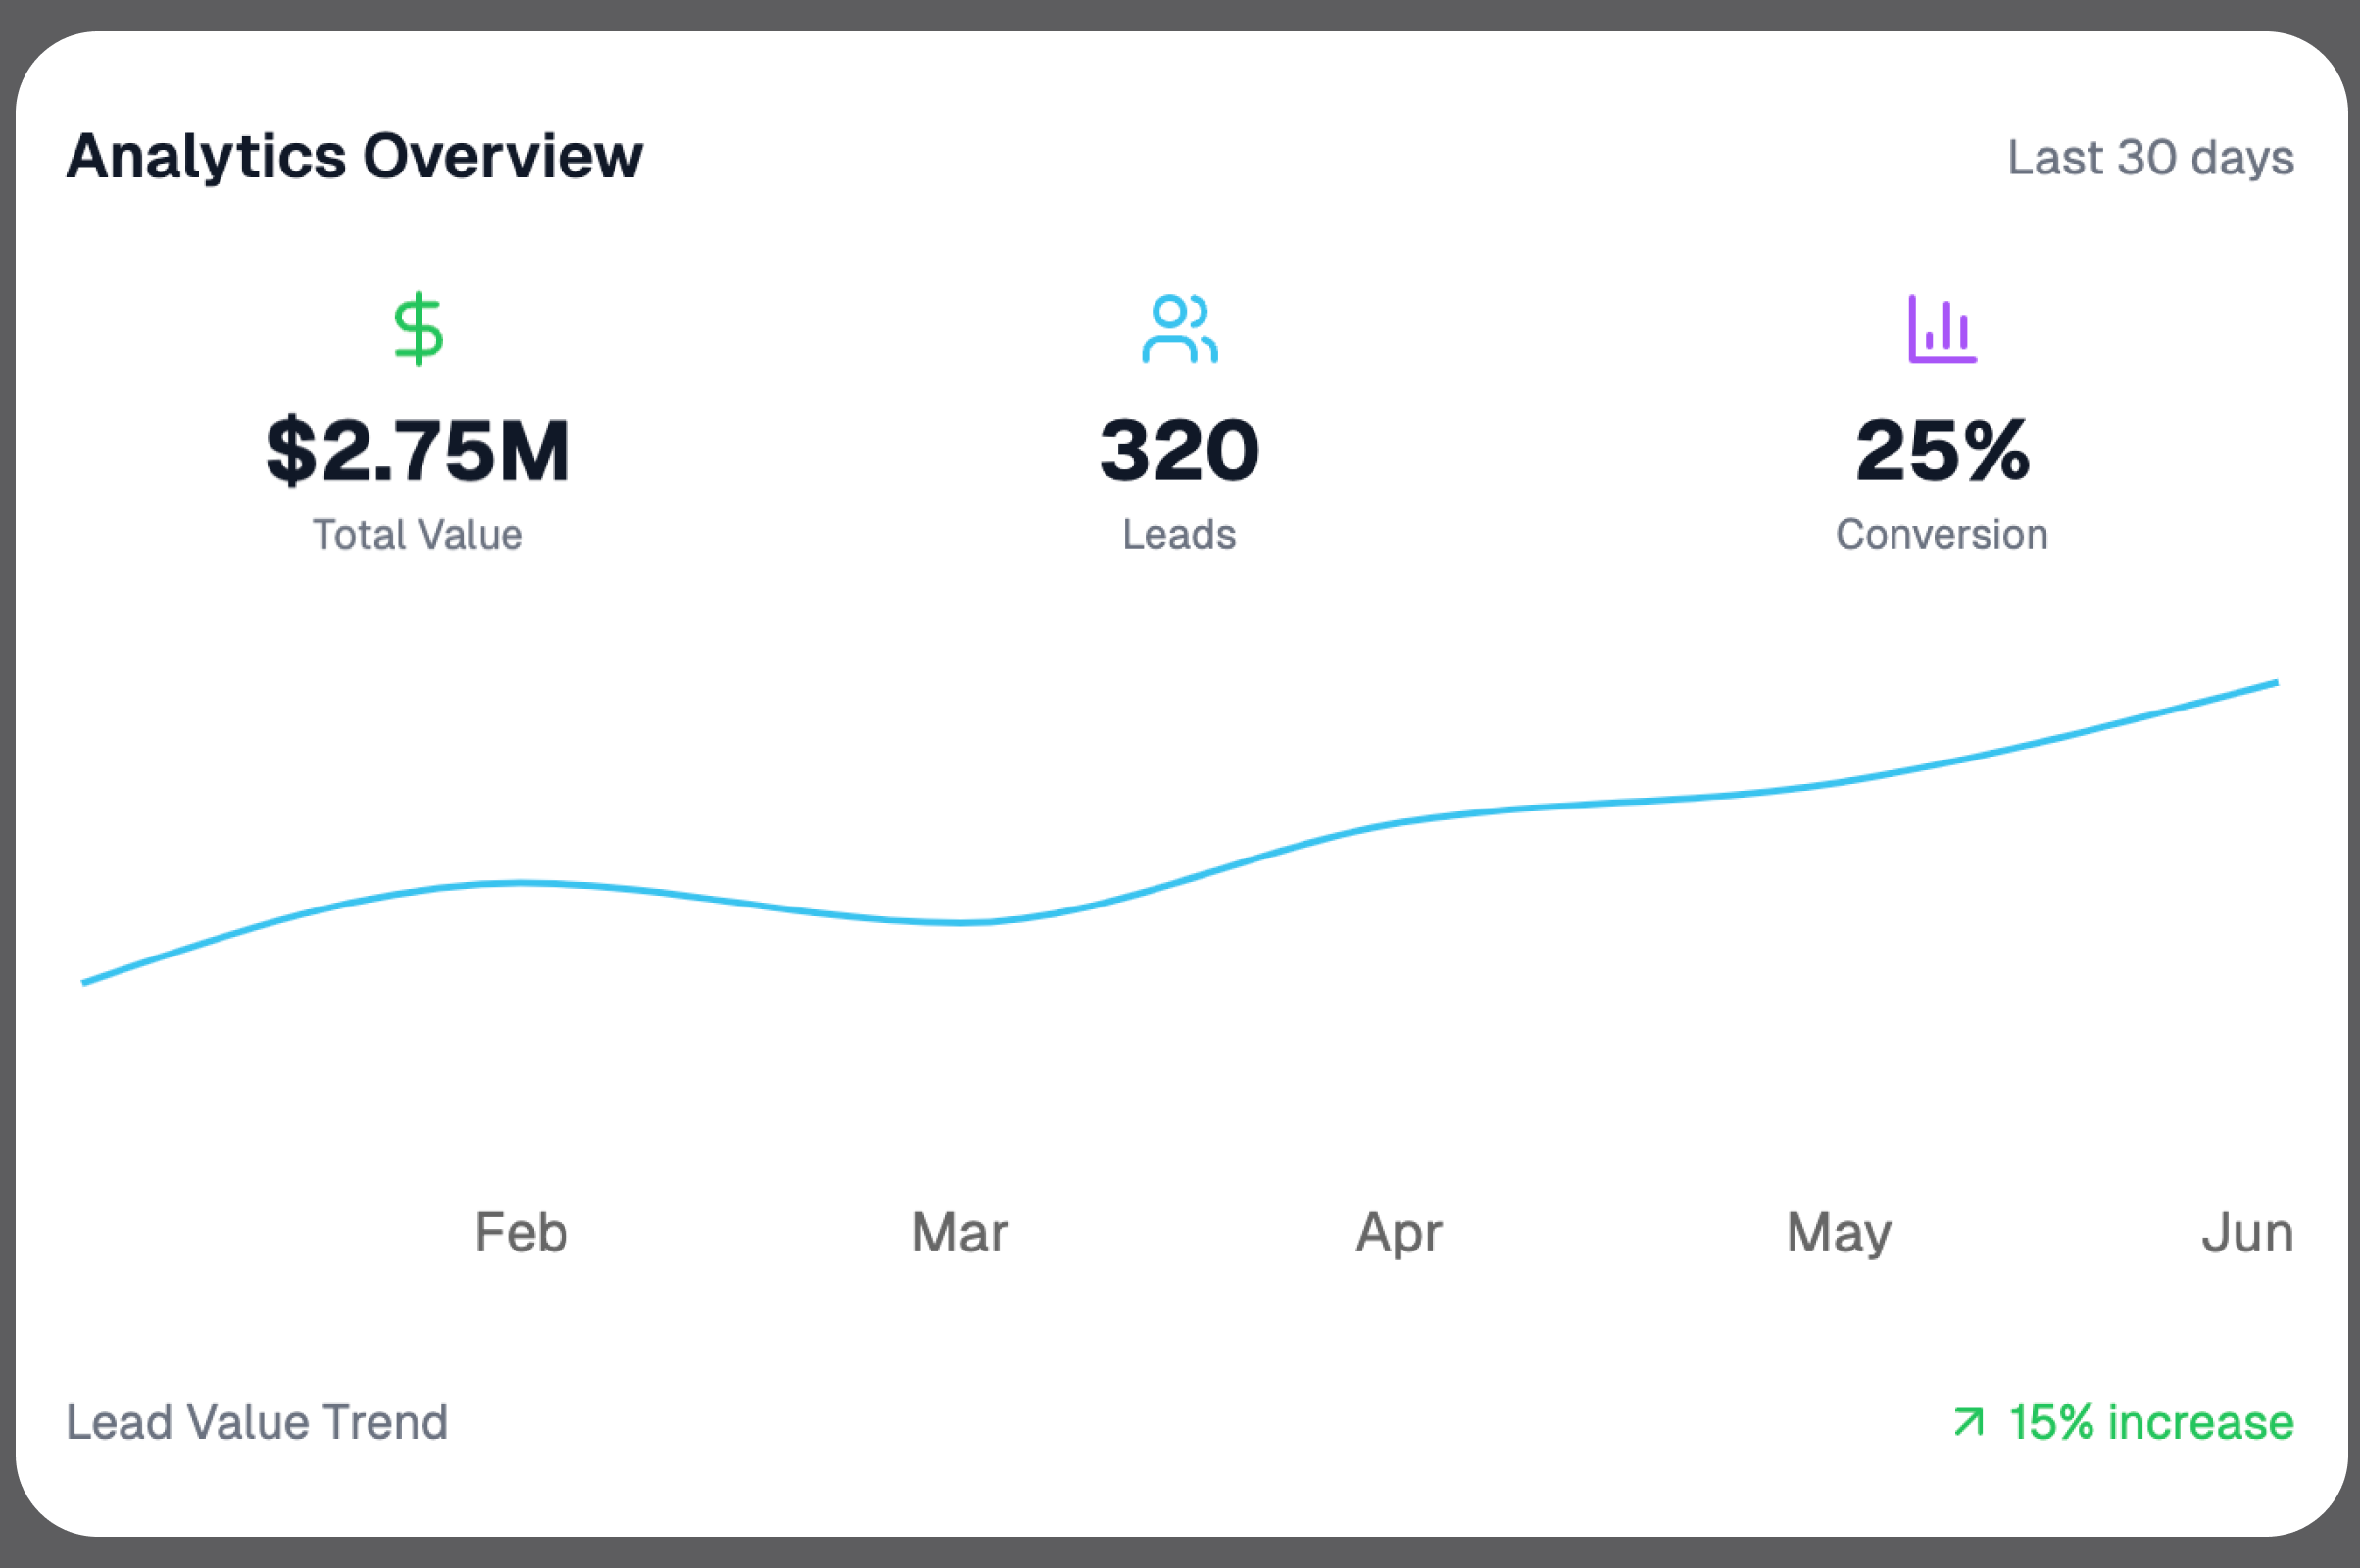 Analytics Overview
Last 30 days
$2.75M
320
25%
Total Value
Leads
Conversion
Feb
Mar
Apr
May
Jun
Lead Value Trend
15% increase